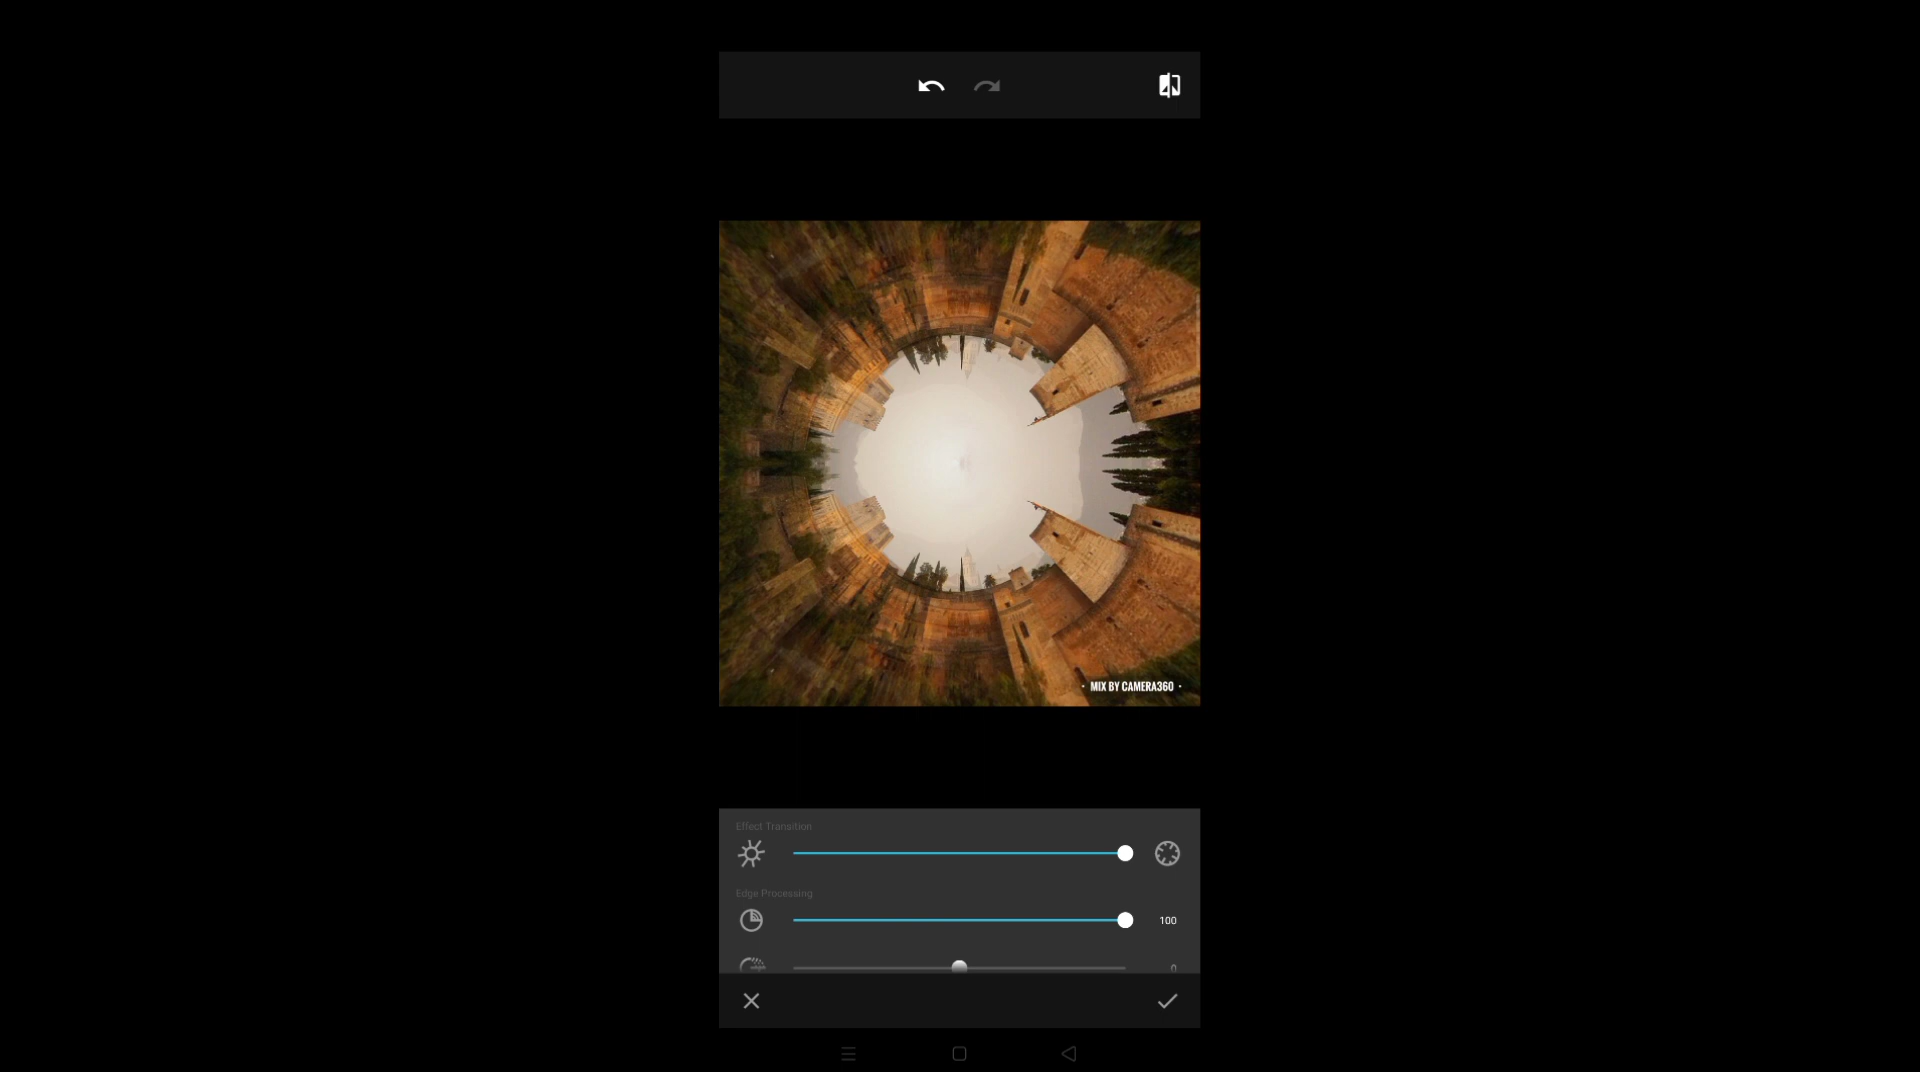 · MIX BY CAMERA360 ·
Effect Transition
Edge Processing
100
0